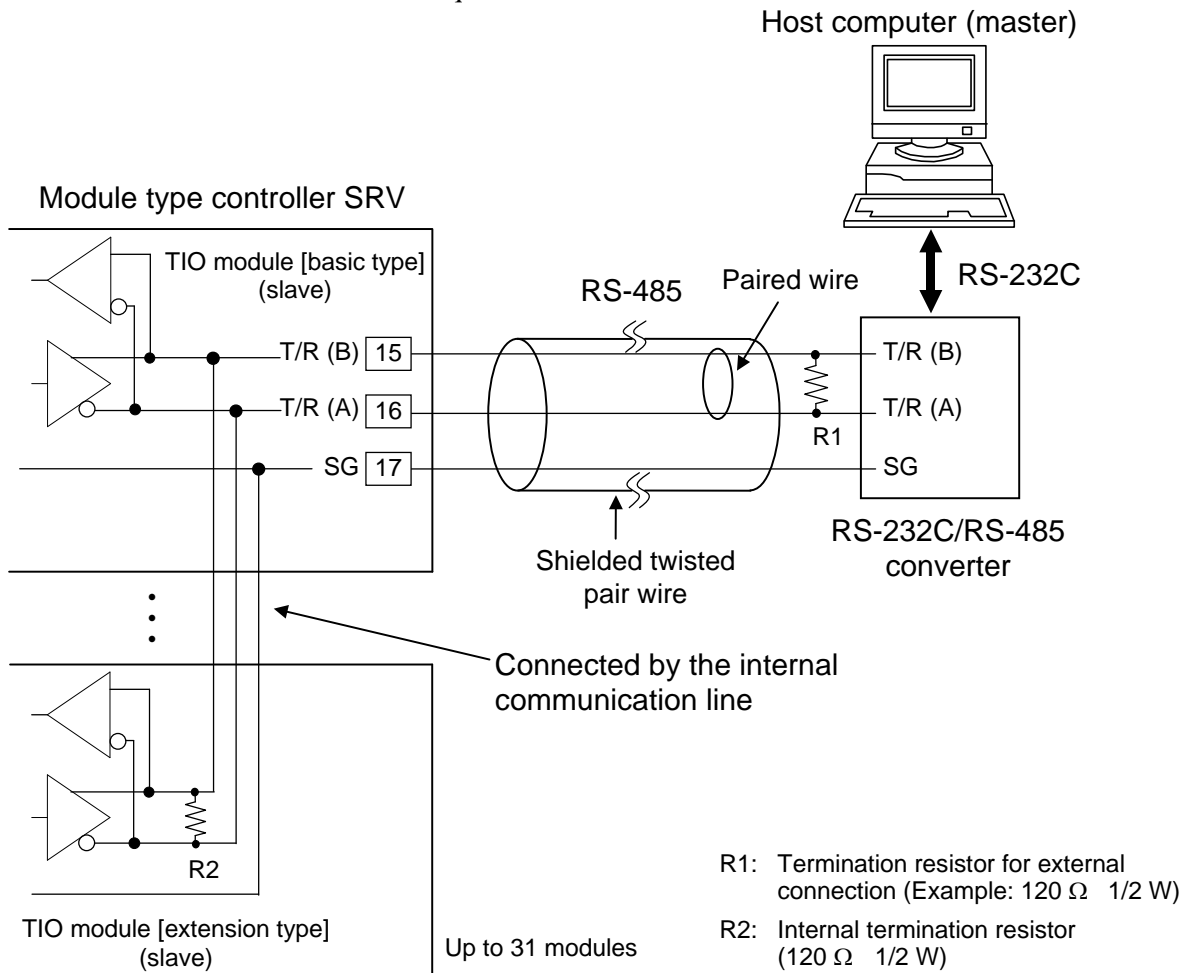 Host computer (master)
Module type controller SRV
TIO module [basic type]
(slave)
RS-485
Paired wire
RS-232C
T/R (B) 15
T/R (B)
T/R (A) 16
T/R (A)
R1
SG 17
SG
RS-232C/RS-485
converter
Shielded twisted
pair wire
Connected by the internal
communication line
R2
TIO module [extension type]
(slave)
Up to 31 modules
R1: Termination resistor for external
connection (Example: 120 Ω 1/2 W)
R2: Internal termination resistor
(120 Ω 1/2 W)